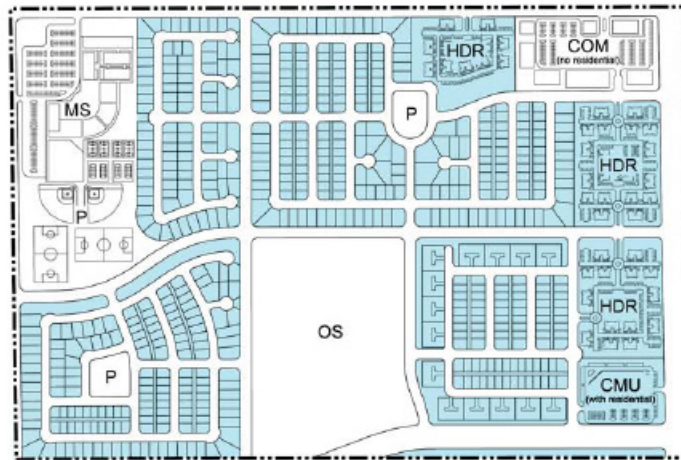 HDR
COM
(no residential)
MS
P
HDR
P
HDR
OS
P
CMU
(with residential)